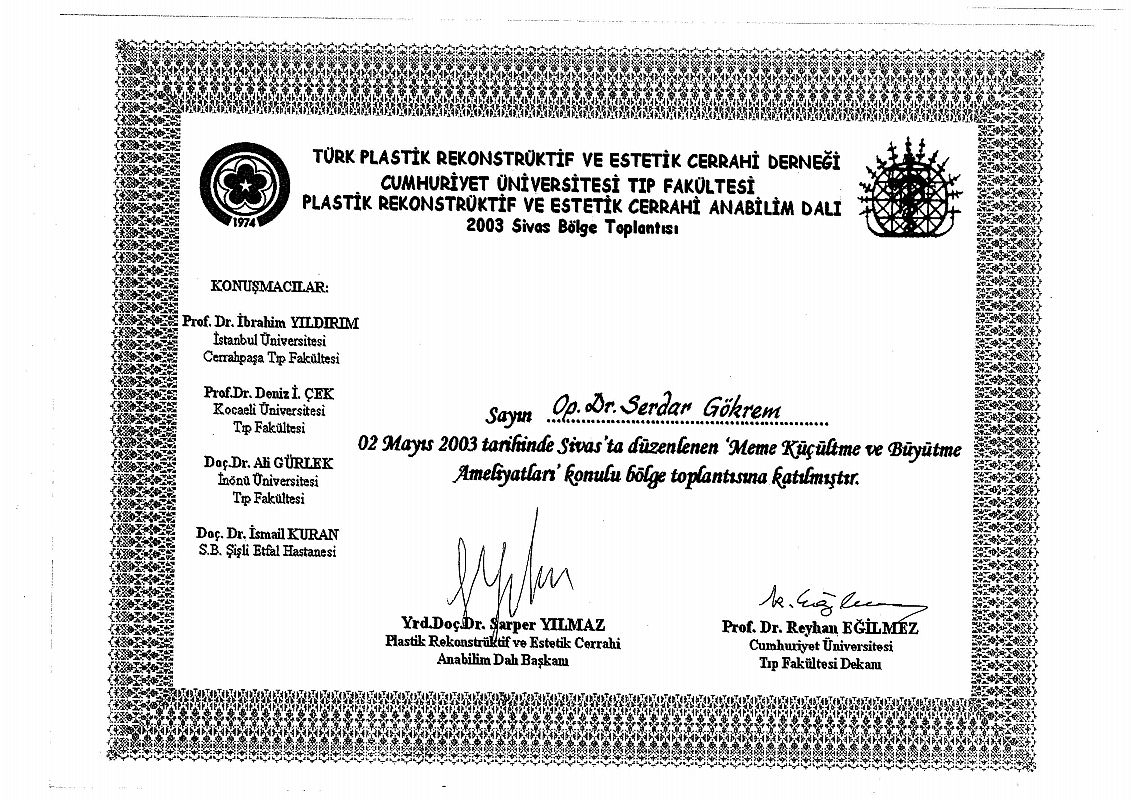 TÜRK PLASTİK REKONSTRÜKTİF VE ESTETİK CERRAHİ DERNEĞİ
CUMHURİYET ÜNİVERSİTESİ TIP FAKÜLTESİ
PLASTİK REKONSTRÜKTİF VE ESTETİK CERRAHİ ANABİLİM DALI
2003 Sivas Bölge Toplantısı
1974
KONUŞMACILAR:
Prof. Dr. İbrahim YILDIRIM
İstanbul Üniversitesi
Cerrahpaşa Tıp Fakültesi
Prof.Dr. Deniz İ. ÇEK
Kocaeli Üniversitesi
Tıp Fakültesi
Doç.Dr. Ali GÜRLEK
İnönü Üniversitesi
Tıp Fakültesi
Doç. Dr. İsmail KURAN
S.B. Şişli Etfal Hastanesi
Sayın Op. Dr. Serdar Gökrem
02 Mayıs 2003 tarihinde Sivas'ta düzenlenen 'Meme Küçültme ve Büyütme
Ameliyatları' konulu bölge toplantısına katılmıştır.
Yrd.Doç.Dr. Sarper YILMAZ
Plastik Rekonstrüktif ve Estetik Cerrahi
Anabilim Dalı Başkanı
Prof. Dr. Reyhan EĞİLMEZ
Cumhuriyet Üniversitesi
Tıp Fakültesi Dekanı